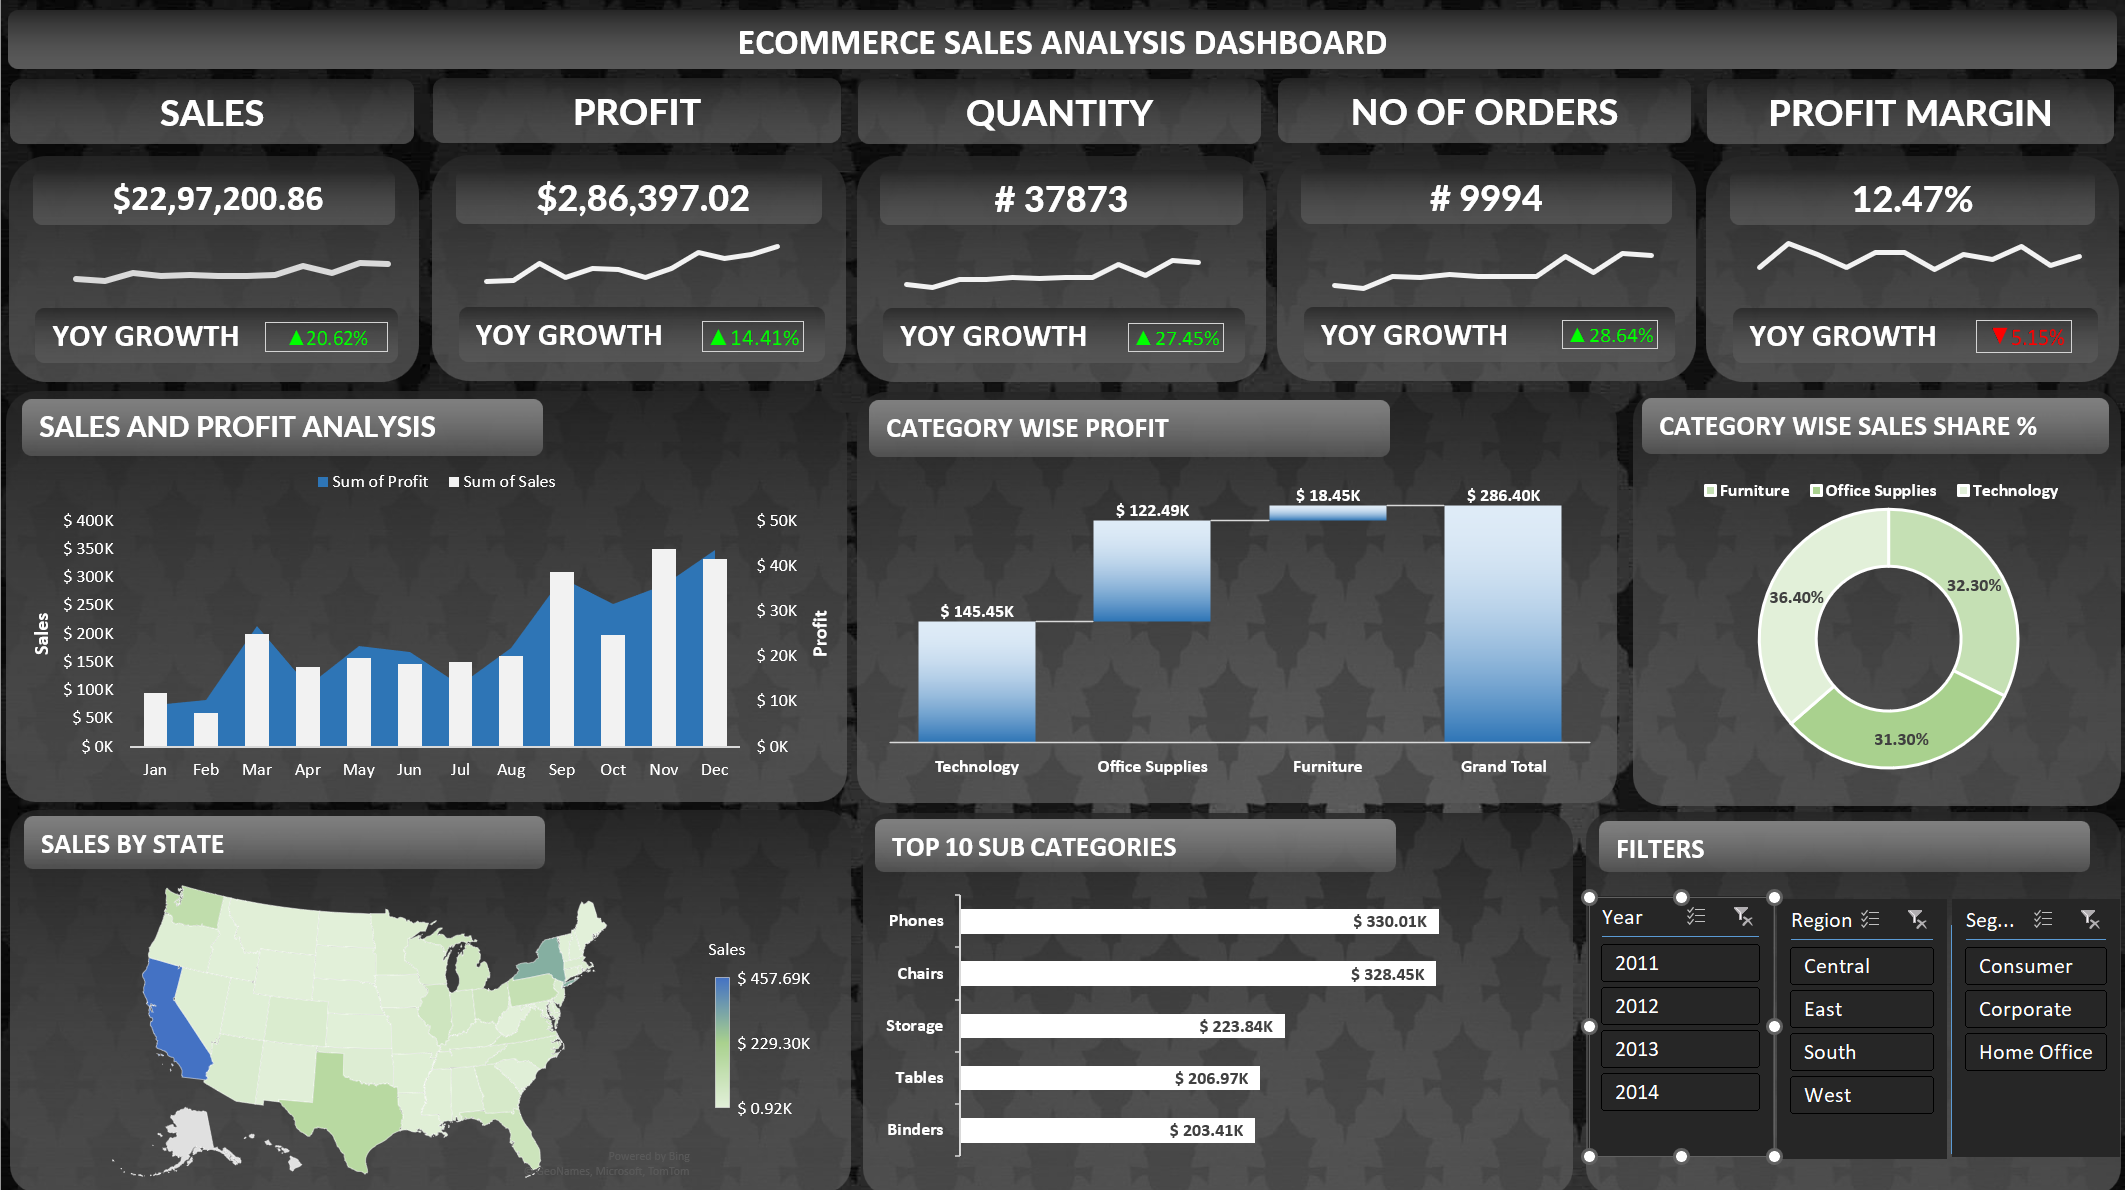 ECOMMERCE SALES ANALYSIS DASHBOARD
SALES
PROFIT
QUANTITY
NO OF ORDERS
PROFIT MARGIN
$22,97,200.86
$2,86,397.02
# 37873
# 9994
12.47%
YOY GROWTH ▲20.62%
YOY GROWTH ▲14.41%
YOY GROWTH ▲27.45%
YOY GROWTH ▲28.64%
YOY GROWTH ▼5.15%
SALES AND PROFIT ANALYSIS
Sum of Profit Sum of Sales
$ 400K
$ 350K
$ 300K
$ 250K
$ 200K
$ 150K
$ 100K
$ 50K
$ 0K
Sales
$ 50K
$ 40K
$ 30K
$ 20K
$ 10K
$ 0K
Profit
Jan Feb Mar Apr May Jun Jul Aug Sep Oct Nov Dec
CATEGORY WISE PROFIT
$ 145.45K
$ 122.49K
$ 18.45K
$ 286.40K
Technology Office Supplies Furniture Grand Total
CATEGORY WISE SALES SHARE %
Furniture Office Supplies Technology
32.30%
36.40%
31.30%
SALES BY STATE
Sales
$ 457.69K
$ 229.30K
$ 0.92K
Powered by Bing
GeoNames, Microsoft, TomTom
TOP 10 SUB CATEGORIES
Phones $ 330.01K
Chairs $ 328.45K
Storage $ 223.84K
Tables $ 206.97K
Binders $ 203.41K
FILTERS
Year
2011
2012
2013
2014
Region
Central
East
South
West
Seg...
Consumer
Corporate
Home Office